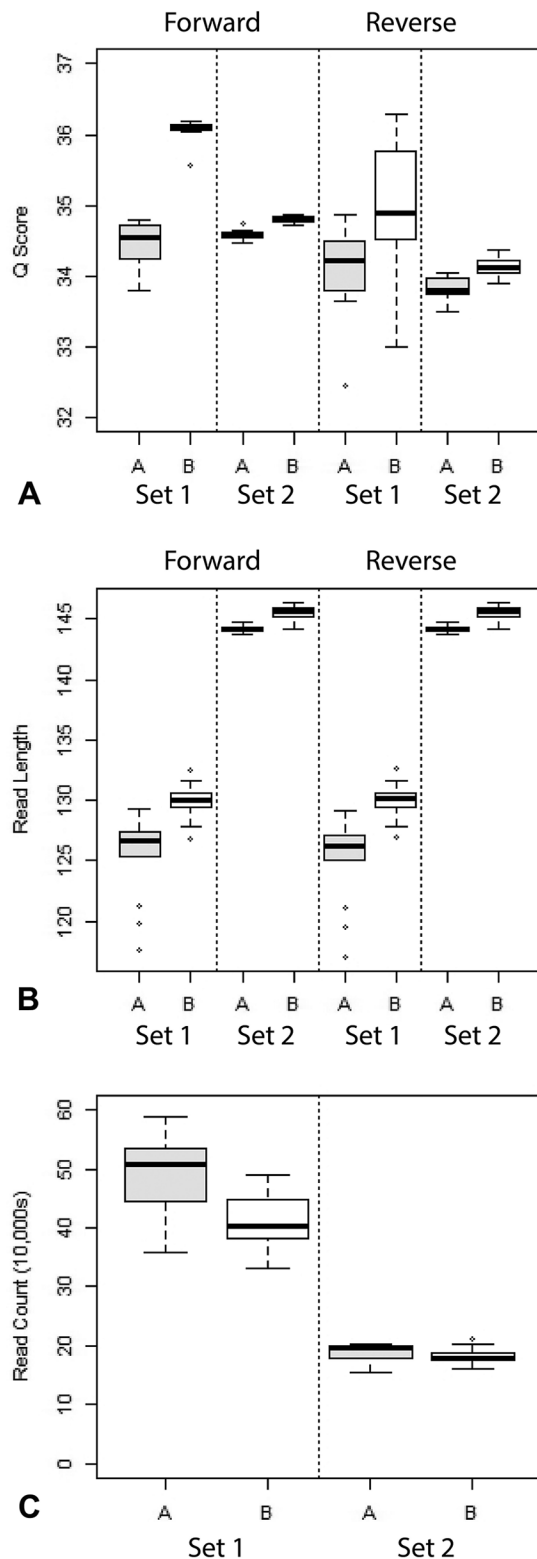 Forward Reverse
37
36
35
34
33
32
Q Score
A B A B A B A B
A Set 1 Set 2 Set 1 Set 2
Forward Reverse
145
140
135
130
125
120
Read Length
A B A B A B A B
B Set 1 Set 2 Set 1 Set 2
60
50
40
30
20
10
0
Read Count (10,000s)
A B A B
C
Set 1 Set 2